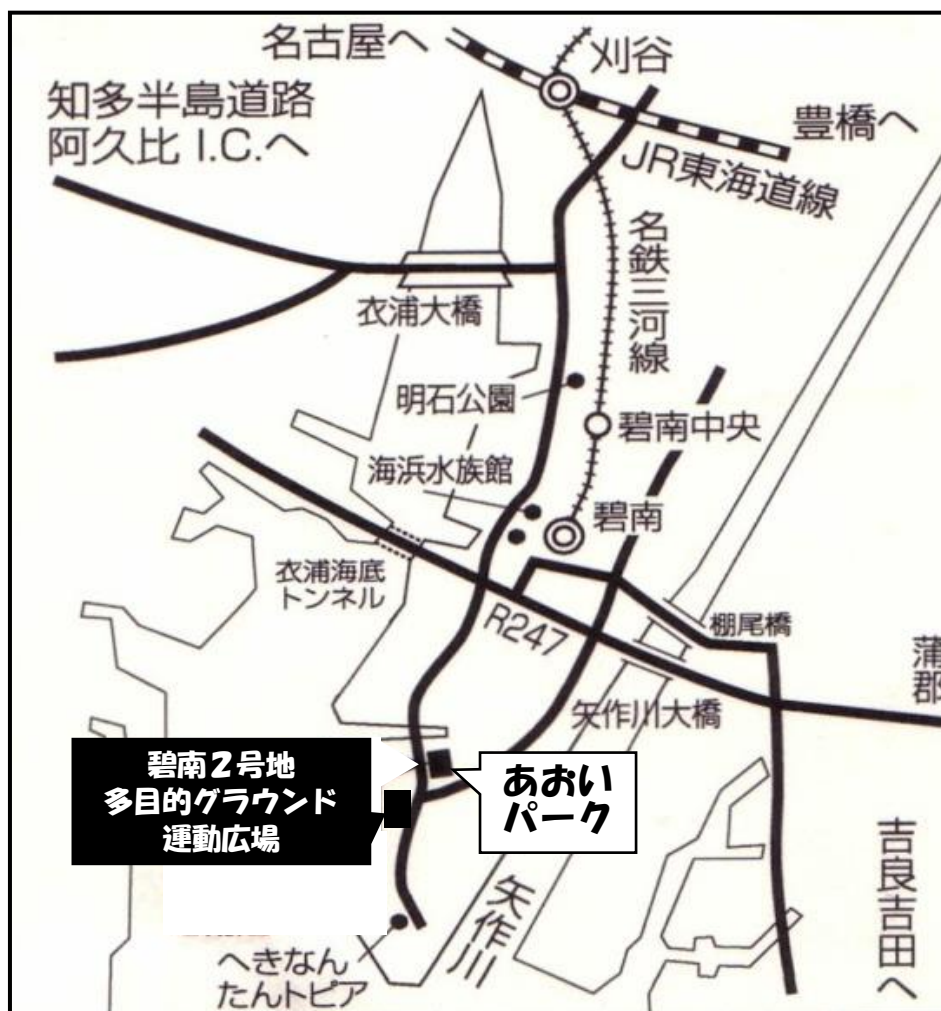 名古屋へ
刈谷
知多半島道路
阿久比 I.C.へ
豊橋へ
JR東海道線
名鉄三河線
衣浦大橋
明石公園
碧南中央
海浜水族館
碧南
衣浦海底
トンネル
R247
棚尾橋
蒲郡
矢作川大橋
碧南2号地
多目的グラウンド
運動広場
あおい
パーク
吉良吉田へ
矢作川
へきなん
たんトピア